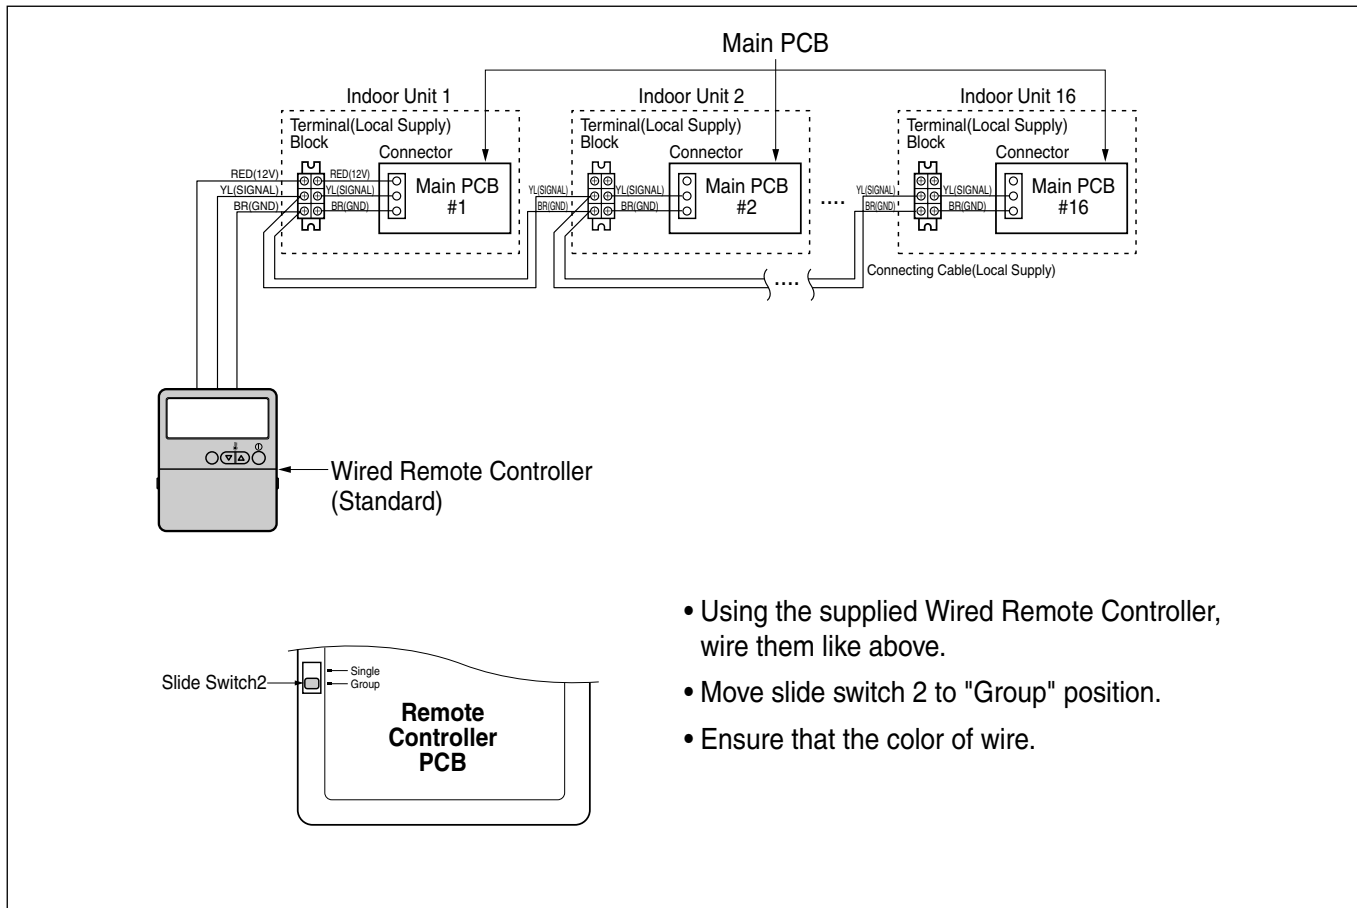 Main PCB
Indoor Unit 1
Terminal(Local Supply)
Block
Connector
RED(12V)
YL(SIGNAL)
BR(GND)
RED(12V)
YL(SIGNAL)
BR(GND)
Main PCB
#1
Indoor Unit 2
Terminal(Local Supply)
Block
Connector
YL(SIGNAL)
BR(GND)
YL(SIGNAL)
BR(GND)
Main PCB
#2
....
Indoor Unit 16
Terminal(Local Supply)
Block
Connector
YL(SIGNAL)
BR(GND)
YL(SIGNAL)
BR(GND)
Main PCB
#16
Connecting Cable(Local Supply)
....
Wired Remote Controller
(Standard)
Slide Switch2
Single
Group
Remote
Controller
PCB
• Using the supplied Wired Remote Controller,
wire them like above.
• Move slide switch 2 to "Group" position.
• Ensure that the color of wire.